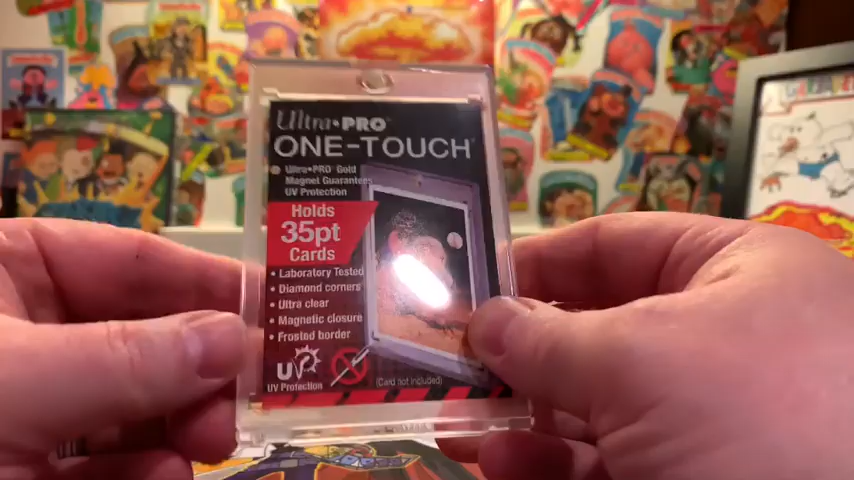 Ultra•PRO
ONE-TOUCH
Ultra•PRO Gold
Magnet Guarantees
UV Protection
Holds
35pt
Cards
• Laboratory Tested
• Diamond corners
• Ultra clear
• Magnetic closure
• Frosted border
UV
UV Protection
(Card not included)